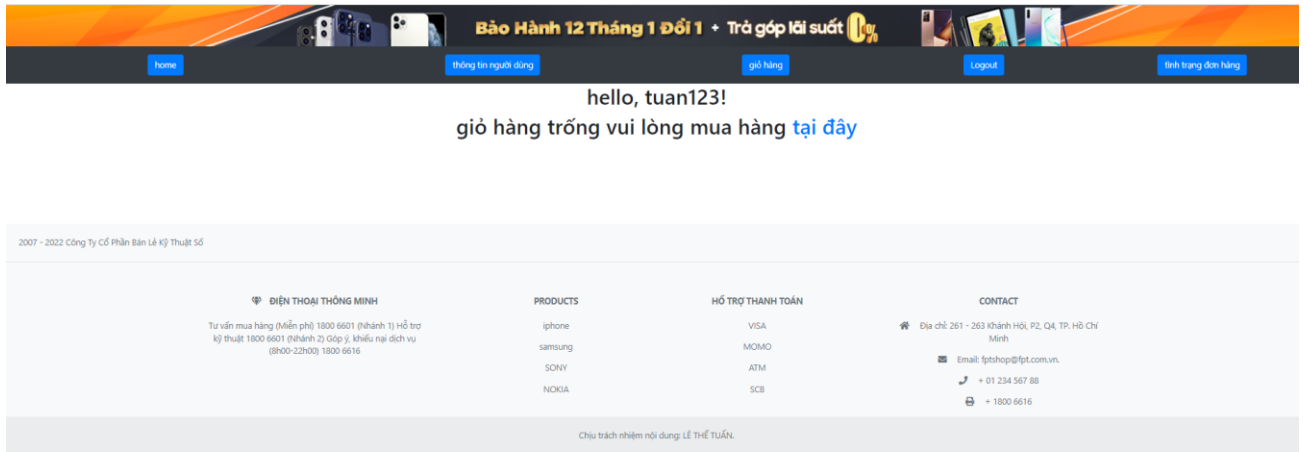 Bảo Hành 12 Tháng 1 Đổi 1 + Trả góp lãi suất 0%
home
thông tin người dùng
giỏ hàng
Logout
tình trạng đơn hàng
hello, tuan123!
giỏ hàng trống vui lòng mua hàng tại đây
2007 - 2022 Công Ty Cổ Phần Bán Lẻ Kỹ Thuật Số
ĐIỆN THOẠI THÔNG MINH
Tư vấn mua hàng (Miễn phí) 1800 6601 (Nhánh 1) Hỗ trợ
kỹ thuật 1800 6601 (Nhánh 2) Góp ý, khiếu nại dịch vụ
(8h00-22h00) 1800 6616
PRODUCTS
iphone
samsung
SONY
NOKIA
HỖ TRỢ THANH TOÁN
VISA
MOMO
ATM
SCB
CONTACT
Địa chỉ: 261 - 263 Khánh Hội, P2, Q4, TP. Hồ Chí
Minh
Email: fptshop@fpt.com.vn.
+ 01 234 567 88
+ 1800 6616
Chịu trách nhiệm nội dung: LÊ THẾ TUẤN.